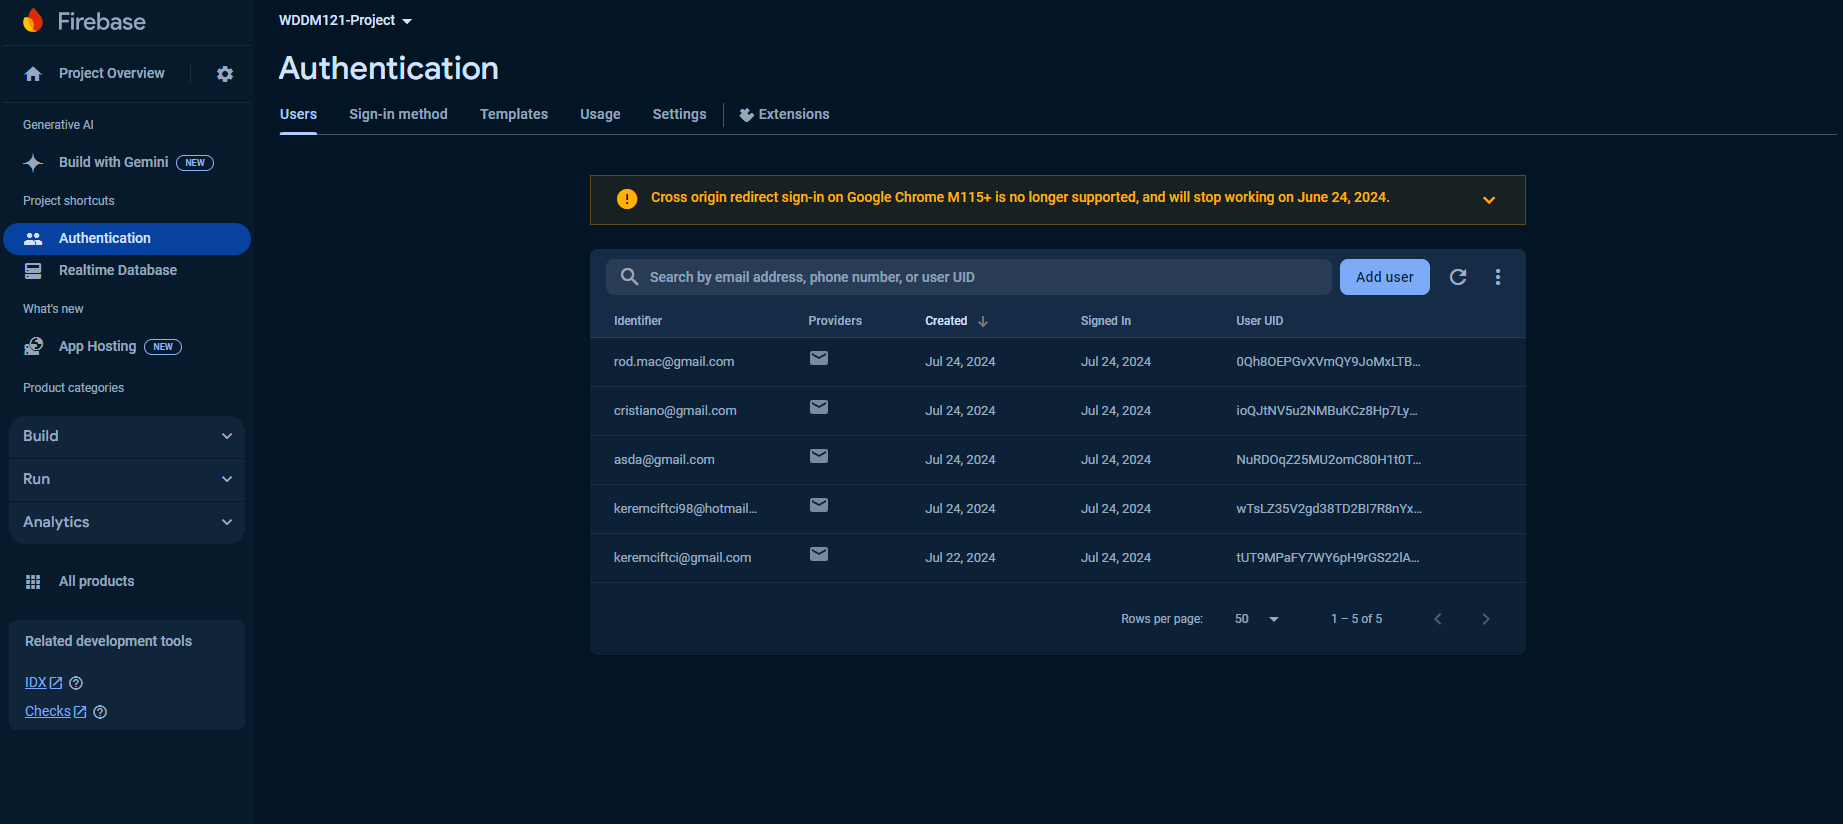 Firebase
WDDM121-Project
Project Overview
Authentication
Users Sign-in method Templates Usage Settings Extensions
Generative AI
Build with Gemini NEW
Project shortcuts
Authentication
Realtime Database
What's new
App Hosting NEW
Product categories
Build
Run
Analytics
All products
Related development tools
IDX
Checks
Cross origin redirect sign-in on Google Chrome M115+ is no longer supported, and will stop working on June 24, 2024.
Search by email address, phone number, or user UID Add user
Identifier Providers Created Signed In User UID
rod.mac@gmail.com Jul 24, 2024 Jul 24, 2024 0Qh8OEPGvXVmQY9JoMxLTB...
cristiano@gmail.com Jul 24, 2024 Jul 24, 2024 ioQJtNV5u2NMBuKCz8Hp7Ly...
asda@gmail.com Jul 24, 2024 Jul 24, 2024 NuRDOqZ25MU2omC80H1t0T...
keremciftci98@hotmail... Jul 24, 2024 Jul 24, 2024 wTsLZ35V2gd38TD2BI7R8nYx...
keremciftci@gmail.com Jul 22, 2024 Jul 24, 2024 tUT9MPaFY7WY6pH9rGS22lA...
Rows per page: 50 1 – 5 of 5